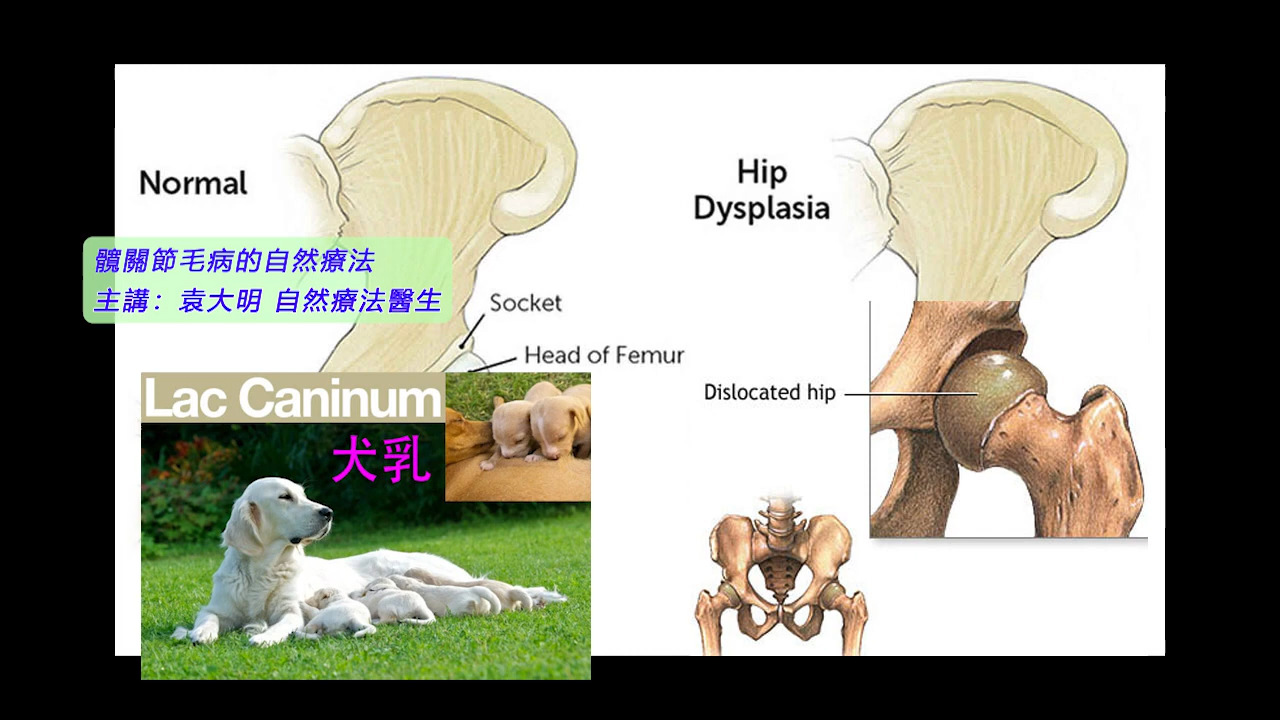 Normal
Hip
Dysplasia
髖關節毛病的自然療法
主講：袁大明 自然療法醫生
Socket
Head of Femur
Lac Caninum
犬乳
Dislocated hip